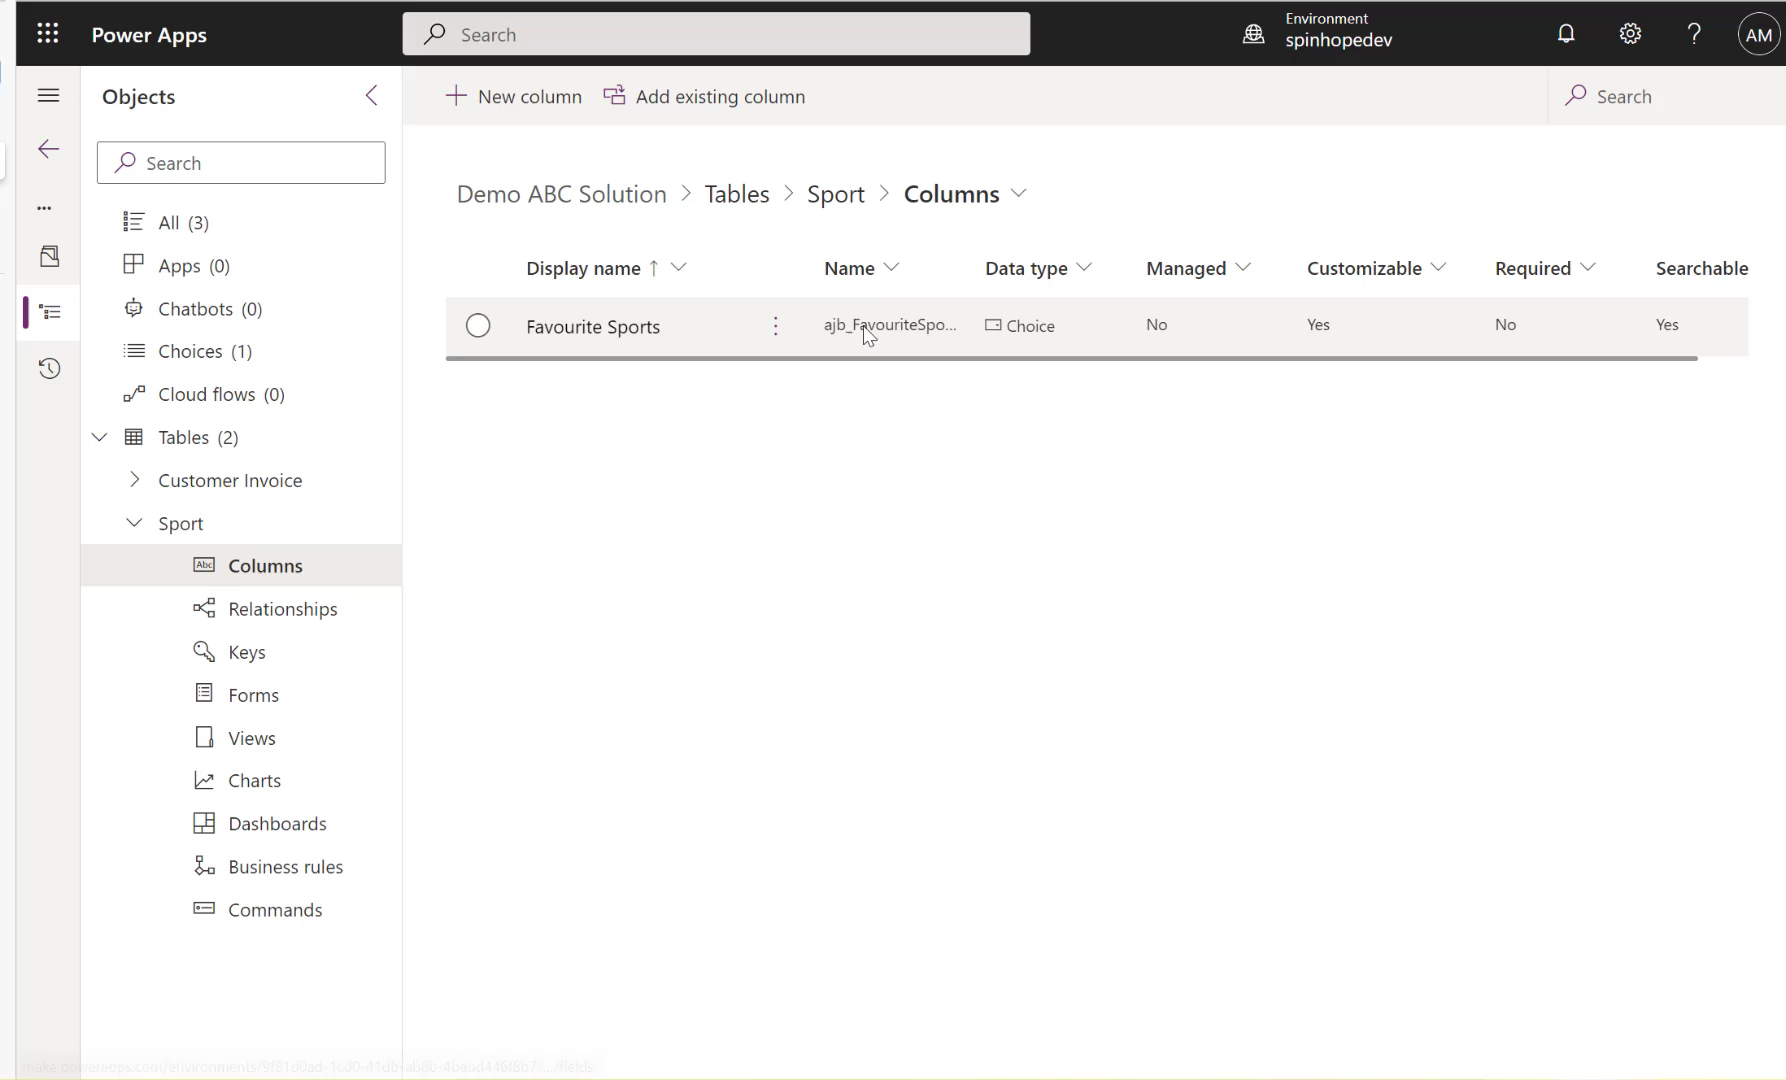 Power Apps
Search
Environment
spinhopedev
?
AM
Objects
New column
Add existing column
Search
Search
Demo ABC Solution > Tables > Sport > Columns
All (3)
Apps (0)
Chatbots (0)
Choices (1)
Cloud flows (0)
Tables (2)
Customer Invoice
Sport
Abc Columns
Relationships
Keys
Forms
Views
Charts
Dashboards
Business rules
Commands
Display name ↑ Name Data type Managed Customizable Required Searchable
Favourite Sports ajb_FavouriteSpo... Choice No Yes No Yes